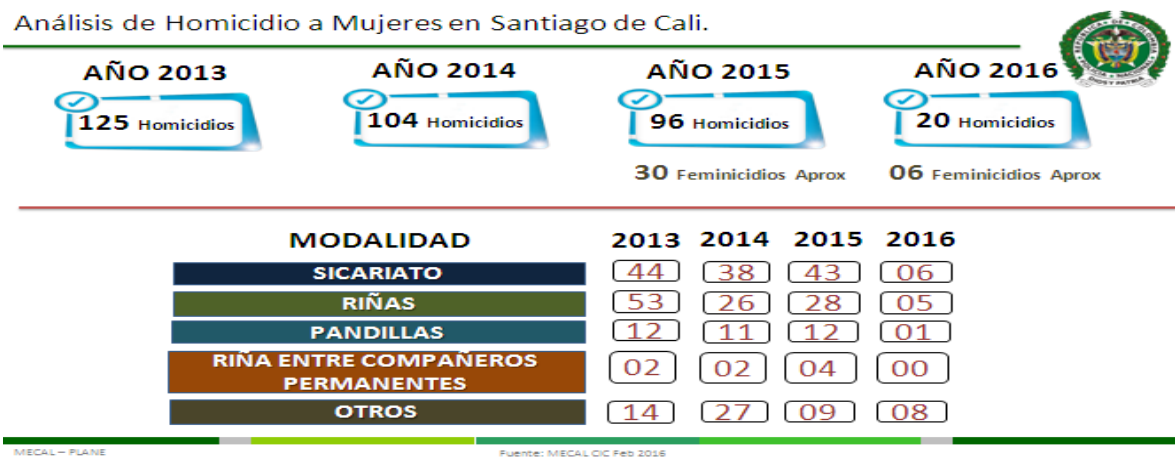 Análisis de Homicidio a Mujeres en Santiago de Cali.
AÑO 2013 AÑO 2014 AÑO 2015 AÑO 2016
125 Homicidios 104 Homicidios 96 Homicidios 20 Homicidios
30 Feminicidios Aprox 06 Feminicidios Aprox
MODALIDAD 2013 2014 2015 2016
SICARIATO 44 38 43 06
RIÑAS 53 26 28 05
PANDILLAS 12 11 12 01
RIÑA ENTRE COMPAÑEROS
PERMANENTES 02 02 04 00
OTROS 14 27 09 08
MECAL – PLANE Fuente: MECAL CIC Feb 2016
DIOS Y PATRIA